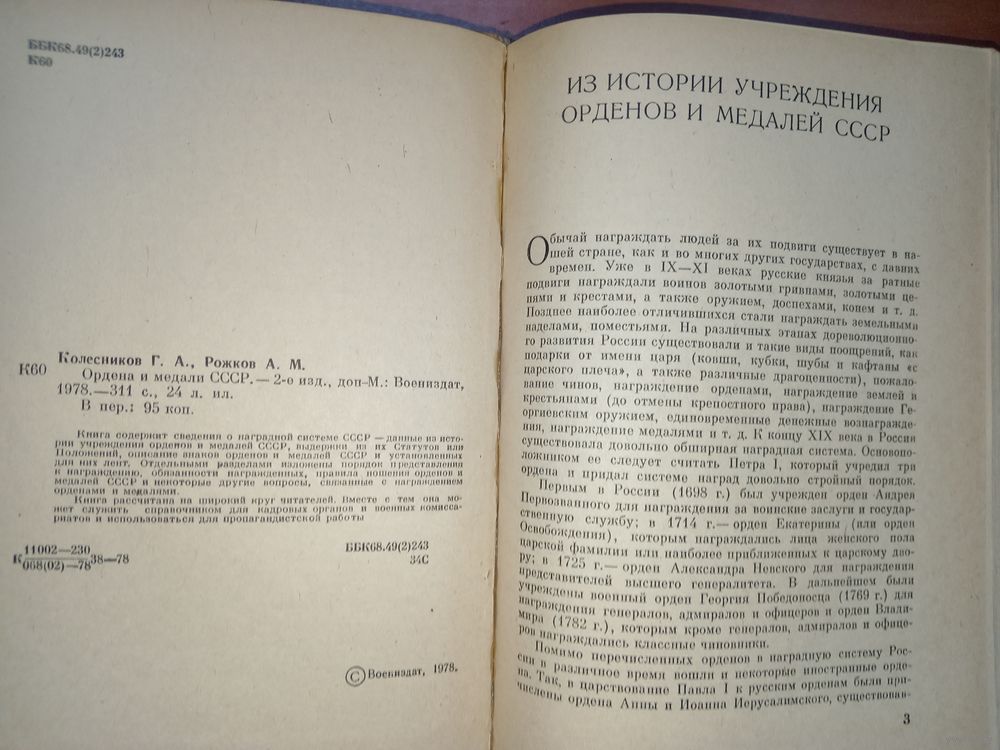 ББК68.49(2)243
К60
К60
Колесников Г. А., Рожков А. М.
Ордена и медали СССР.— 2-е изд., доп-М.: Воениздат,
1978.—311 с., 24 л. ил.
В пер.: 95 коп.
Книга содержит сведения о наградной системе СССР —данные из исто-
рии учреждения орденов и медалей СССР, выдержки из их Статутов или
Положений, описание знаков орденов и медалей СССР и установленных
для них лент. Отдельными разделами изложены порядок представления
к награждению, обязанности награжденных, правила ношения орденов и
медалей СССР и некоторые другие вопросы, связанные с награждением
орденами и медалями.
Книга рассчитана на широкий круг читателей. Вместе с тем она мо-
жет служить справочником для кадровых органов и военных комисса-
риатов и использоваться для пропагандистской работы
11002—230
К 068(02)—78 38—78
ББК68.49(2)243
34С
© Воениздат, 1978.
ИЗ ИСТОРИИ УЧРЕЖДЕНИЯ
ОРДЕНОВ И МЕДАЛЕЙ СССР
Обычай награждать людей за их подвиги существует в на-
шей стране, как и во многих других государствах, с давних
времен. Уже в IX—XI веках русские князья за ратные
подвиги награждали воинов золотыми гривнами, золотыми це-
пями и крестами, а также оружием, доспехами, конем и т. д.
Позднее наиболее отличившихся стали награждать земельными
наделами, поместьями. На различных этапах дореволюционно-
го развития России существовали и такие виды поощрений, как
подарки от имени царя (ковши, кубки, шубы и кафтаны «с
царского плеча», а также различные драгоценности), пожало-
вание чинов, награждение орденами, награждение землей и
крестьянами (до отмены крепостного права), награждение Ге-
оргиевским оружием, единовременные денежные вознагражде-
ния, награждение медалями и т. д. К концу XIX века в России
существовала довольно обширная наградная система. Основопо-
ложником ее следует считать Петра I, который учредил три
ордена и придал системе наград довольно стройный порядок.
Первым в России (1698 г.) был учрежден орден Андрея
Первозванного для награждения за воинские заслуги и государ-
ственную службу; в 1714 г.— орден Екатерины (или орден
Освобождения), которым награждались лица женского пола
царской фамилии или наиболее приближенных к царскому дво-
ру; в 1725 г.— орден Александра Невского для награждения
представителей высшего генералитета. В дальнейшем были
учреждены военный орден Георгия Победоносца (1769 г.) для
награждения генералов, адмиралов и офицеров и орден Влади-
мира (1782 г.), которым кроме генералов, адмиралов и офице-
ров награждались классные чиновники.
Помимо перечисленных орденов в наградную систему Рос-
сии в различное время вошли и некоторые иностранные орде-
на. Так, в царствование Павла I к русским орденам были при-
числены ордена Анны и Иоанна Иерусалимского, существовав-
3